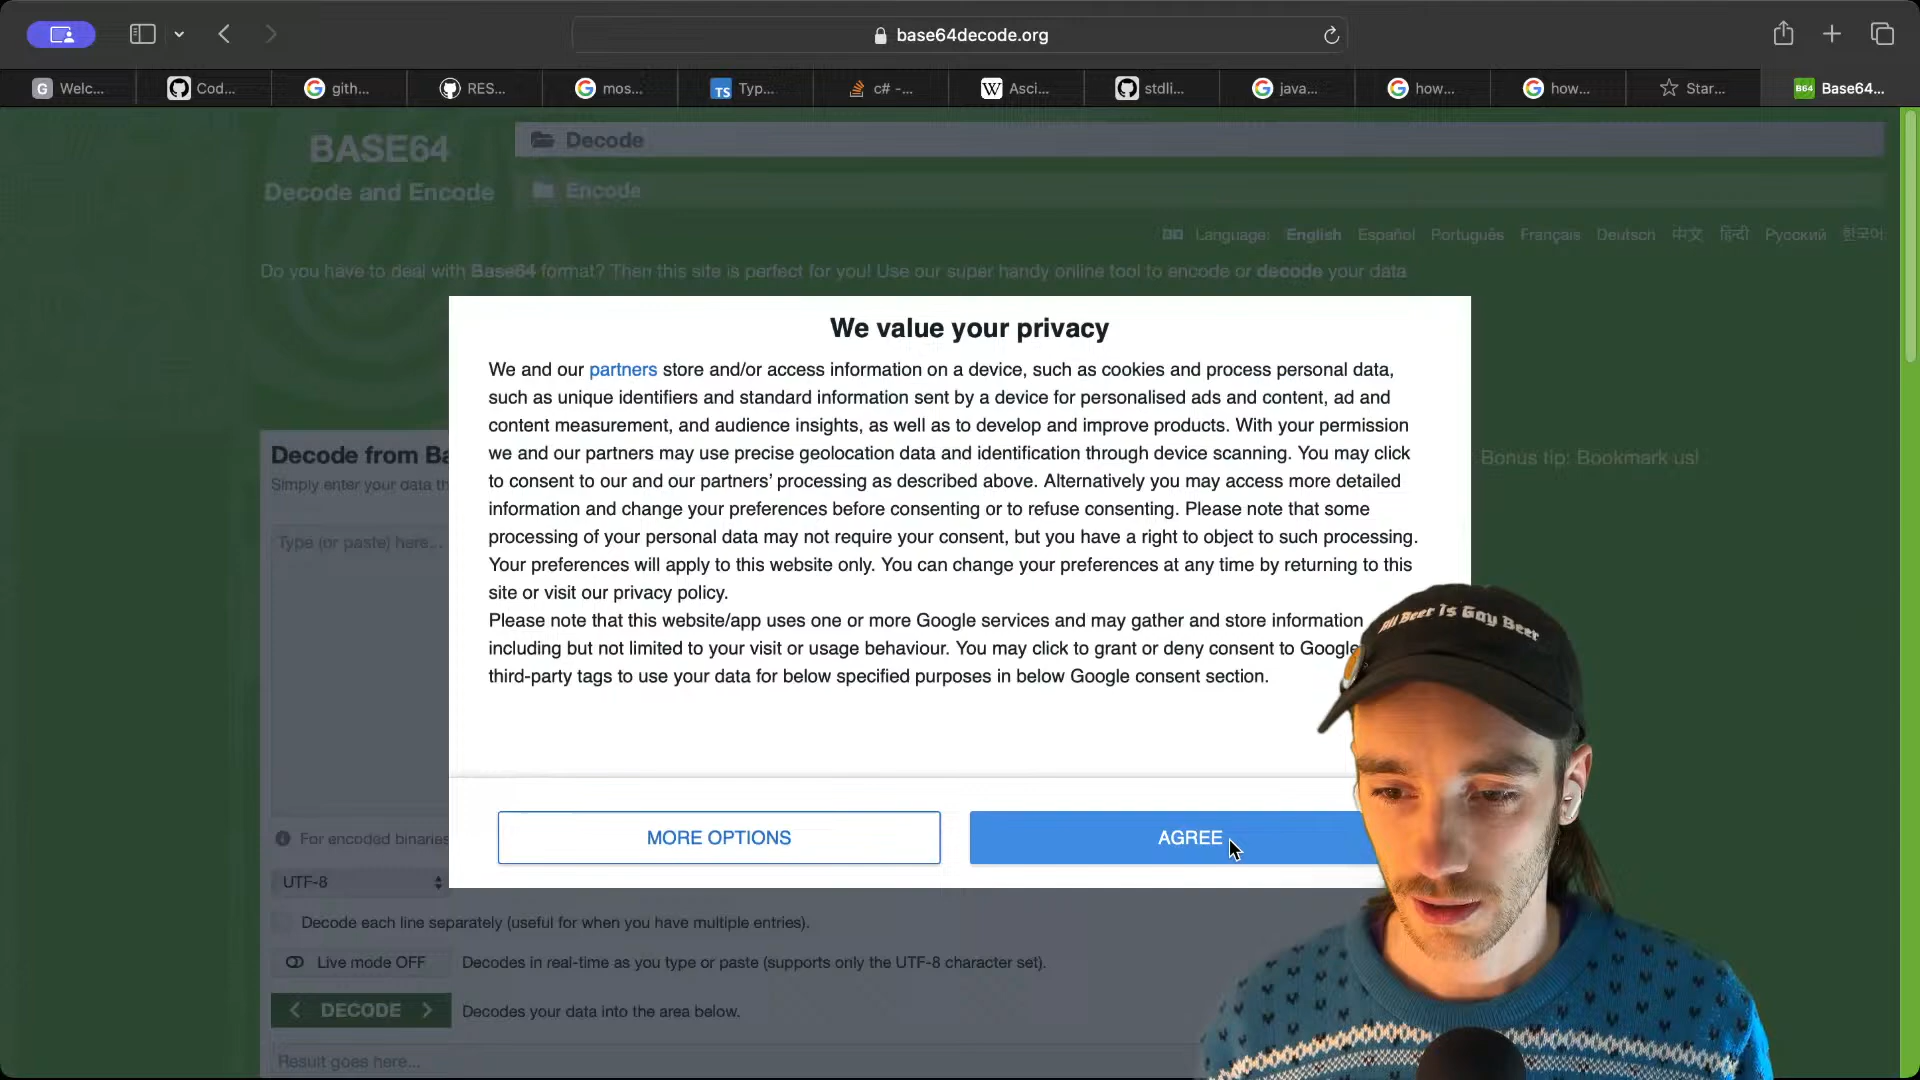 base64decode.org
Welc...
Cod...
gith...
RES...
mos...
TS
Typ...
c# -...
W
Asci...
stdli...
java...
how...
how...
Star...
B64
Base64...
BASE64
Decode and Encode
Decode
Encode
Language: English Español Português Français Deutsch 中文 हिन्दी Русский 한국어
Do you have to deal with Base64 format? Then this site is perfect for you! Use our super handy online tool to encode or decode your data
We value your privacy
We and our partners store and/or access information on a device, such as cookies and process personal data,
such as unique identifiers and standard information sent by a device for personalised ads and content, ad and
content measurement, and audience insights, as well as to develop and improve products. With your permission
we and our partners may use precise geolocation data and identification through device scanning. You may click
to consent to our and our partners’ processing as described above. Alternatively you may access more detailed
information and change your preferences before consenting or to refuse consenting. Please note that some
processing of your personal data may not require your consent, but you have a right to object to such processing.
Your preferences will apply to this website only. You can change your preferences at any time by returning to this
site or visit our privacy policy.
Please note that this website/app uses one or more Google services and may gather and store information
including but not limited to your visit or usage behaviour. You may click to grant or deny consent to Google
third-party tags to use your data for below specified purposes in below Google consent section.
MORE OPTIONS
AGREE
Decode from Ba
Simply enter your data th
Bonus tip: Bookmark us!
Type (or paste) here...
For encoded binaries
UTF-8
Decode each line separately (useful for when you have multiple entries).
Live mode OFF
Decodes in real-time as you type or paste (supports only the UTF-8 character set).
< DECODE >
Decodes your data into the area below.
Result goes here...
Beer Is Gay Beer